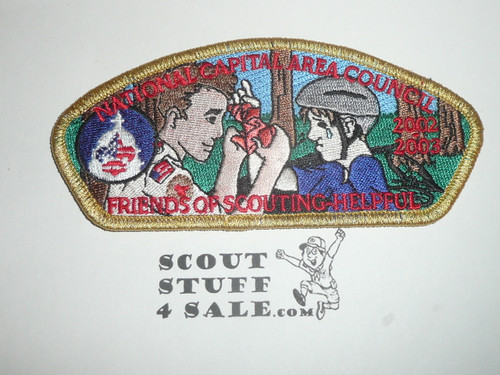 NATIONAL CAPITAL AREA COUNCIL
2002
2003
FRIENDS OF SCOUTING-HELPFUL
SCOUT
STUFF
4 SALE.COM